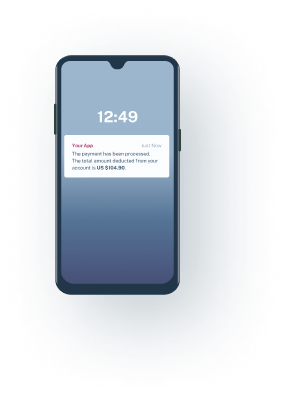 12:49
Your App Just Now
The payment has been processed.
The total amount deducted from your
account is US $104.90.